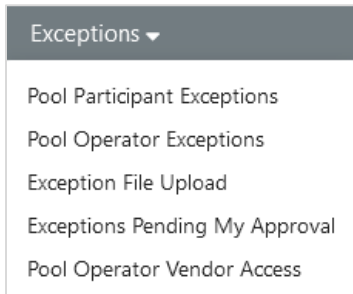 Exceptions
Pool Participant Exceptions
Pool Operator Exceptions
Exception File Upload
Exceptions Pending My Approval
Pool Operator Vendor Access